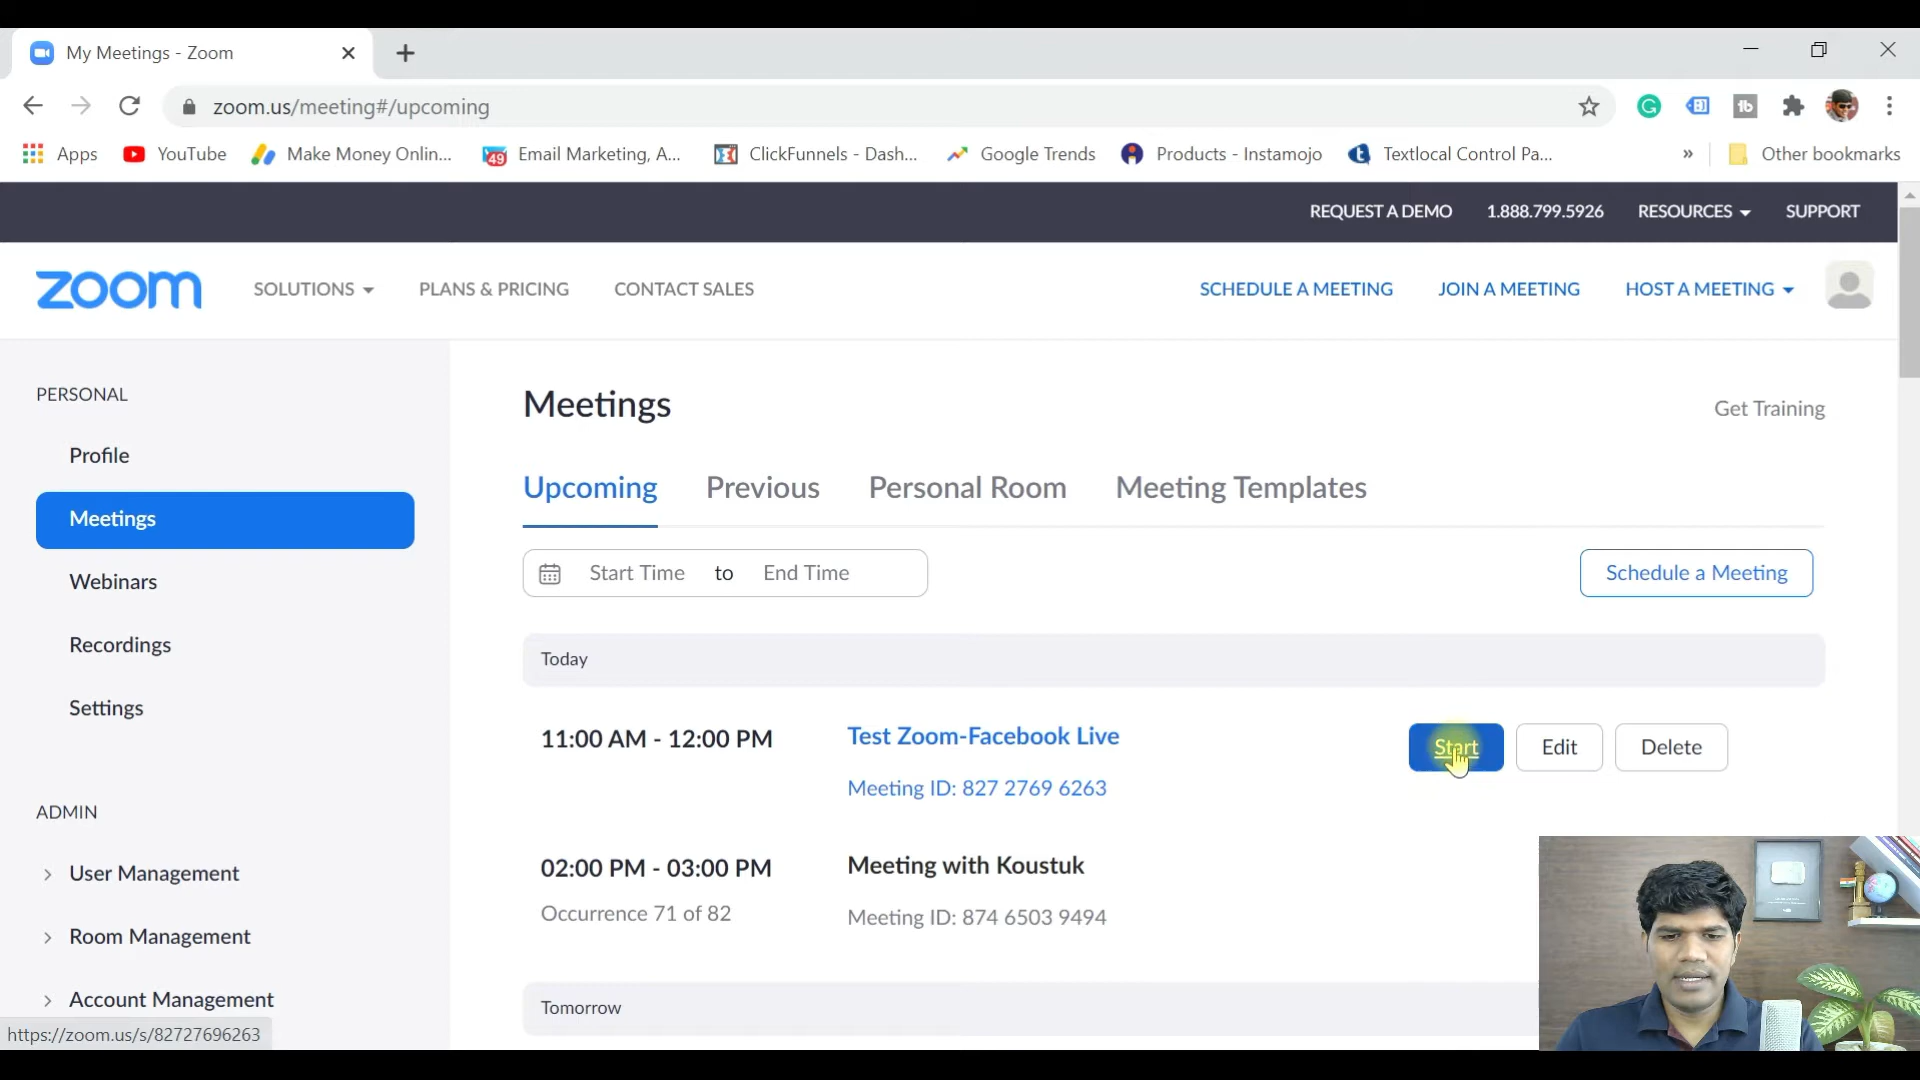 My Meetings - Zoom
zoom.us/meeting#/upcoming
Apps YouTube Make Money Onlin... 49 Email Marketing, A... ClickFunnels - Dash... Google Trends Products - Instamojo Textlocal Control Pa... » Other bookmarks
REQUEST A DEMO 1.888.799.5926 RESOURCES SUPPORT
zoom SOLUTIONS PLANS & PRICING CONTACT SALES SCHEDULE A MEETING JOIN A MEETING HOST A MEETING
PERSONAL
Profile
Meetings
Webinars
Recordings
Settings
ADMIN
User Management
Room Management
Account Management
https://zoom.us/s/82727696263
Meetings
Get Training
Upcoming Previous Personal Room Meeting Templates
Start Time to End Time
Schedule a Meeting
Today
11:00 AM - 12:00 PM Test Zoom-Facebook Live Start Edit Delete
Meeting ID: 827 2769 6263
02:00 PM - 03:00 PM Meeting with Koustuk
Occurrence 71 of 82 Meeting ID: 874 6503 9494
Tomorrow